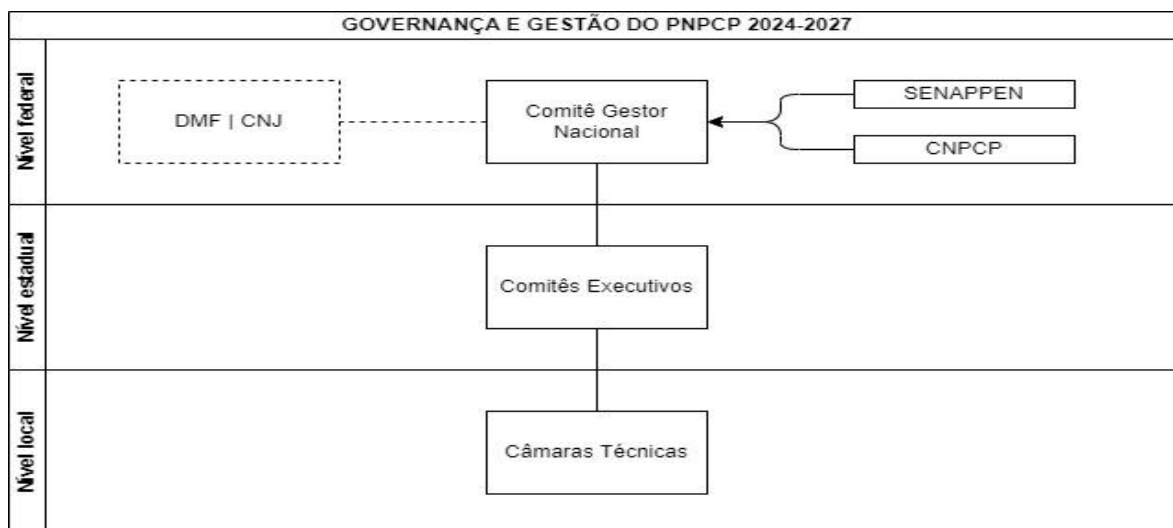 GOVERNANÇA E GESTÃO DO PNPCP 2024-2027
Nível federal
DMF | CNJ
Comitê Gestor
Nacional
SENAPPEN
CNPCP
Nível estadual
Comitês Executivos
Nível local
Câmaras Técnicas